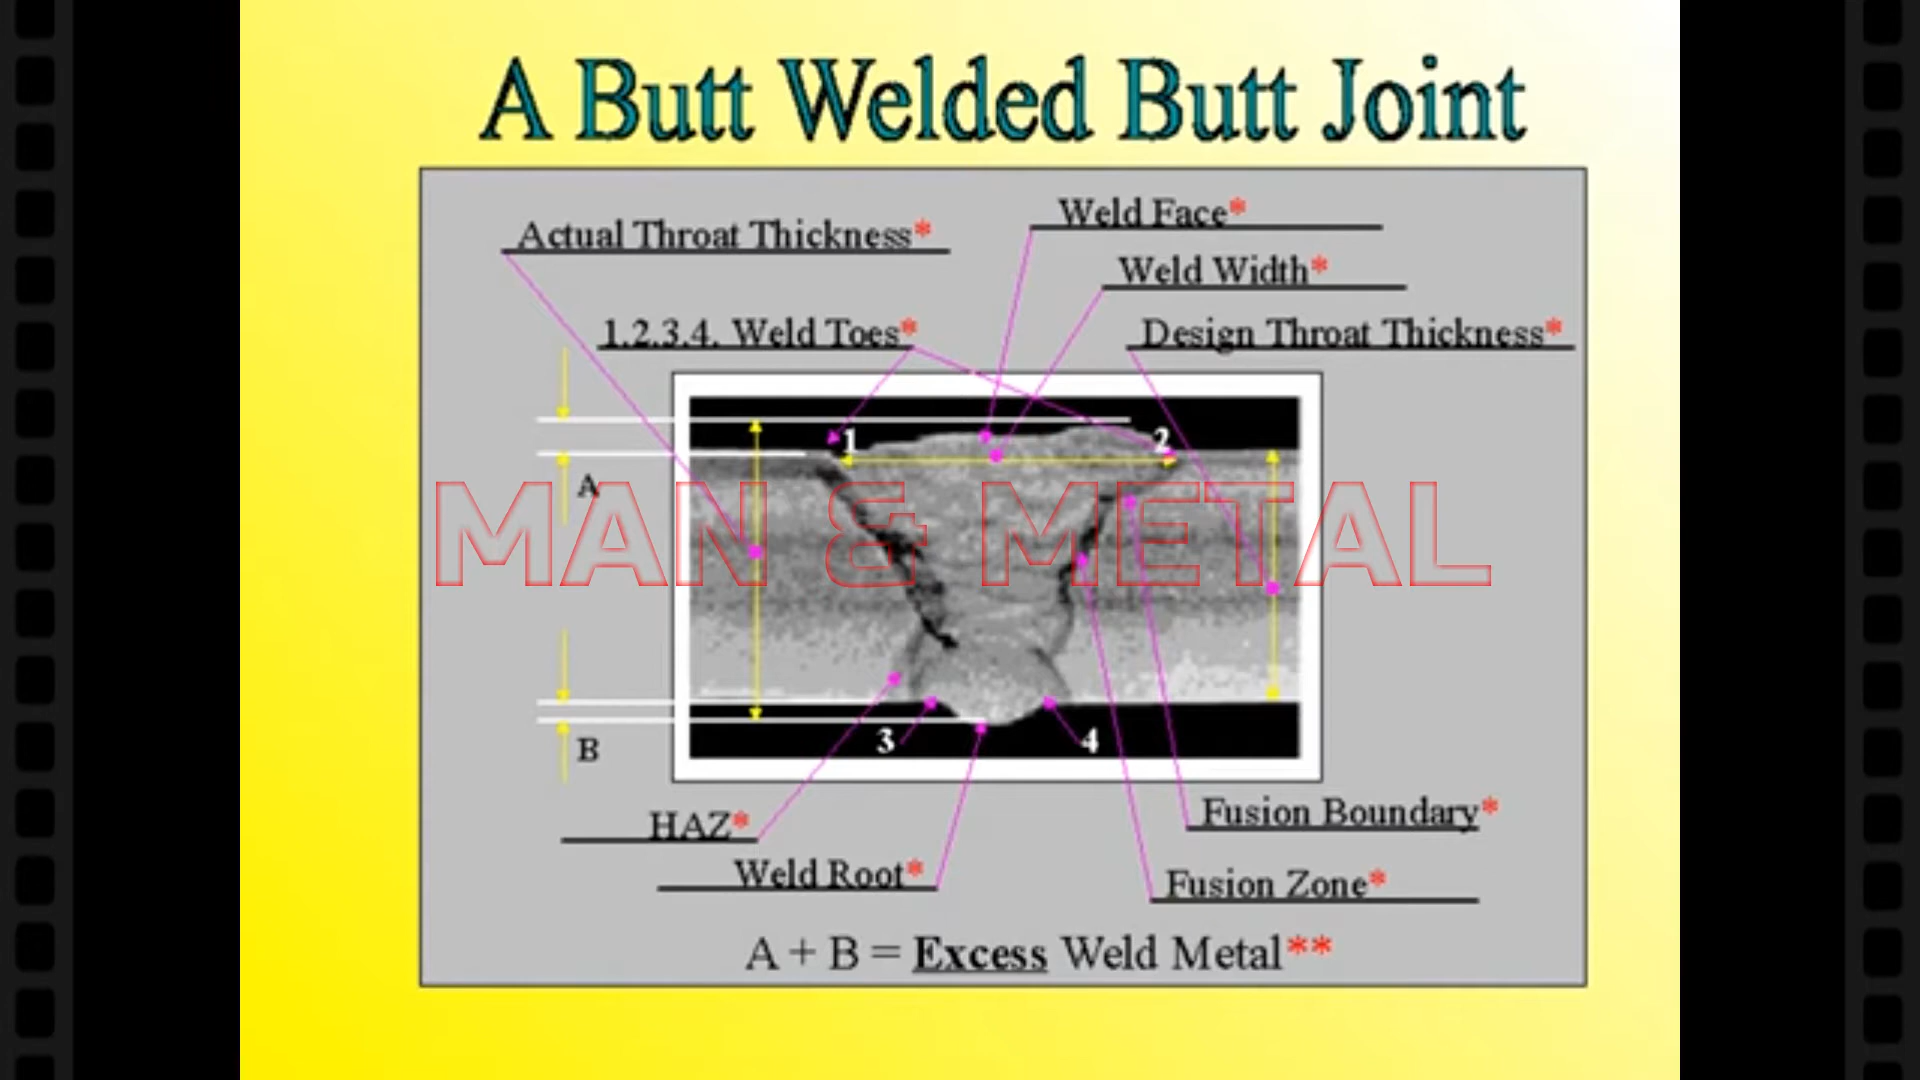 A Butt Welded Butt Joint
Weld Face*
Actual Throat Thickness*
Weld Width*
1.2.3.4. Weld Toes*
Design Throat Thickness*
1
2
A
MAN & METAL
3
4
B
HAZ*
Fusion Boundary*
Weld Root*
Fusion Zone*
A + B = Excess Weld Metal**